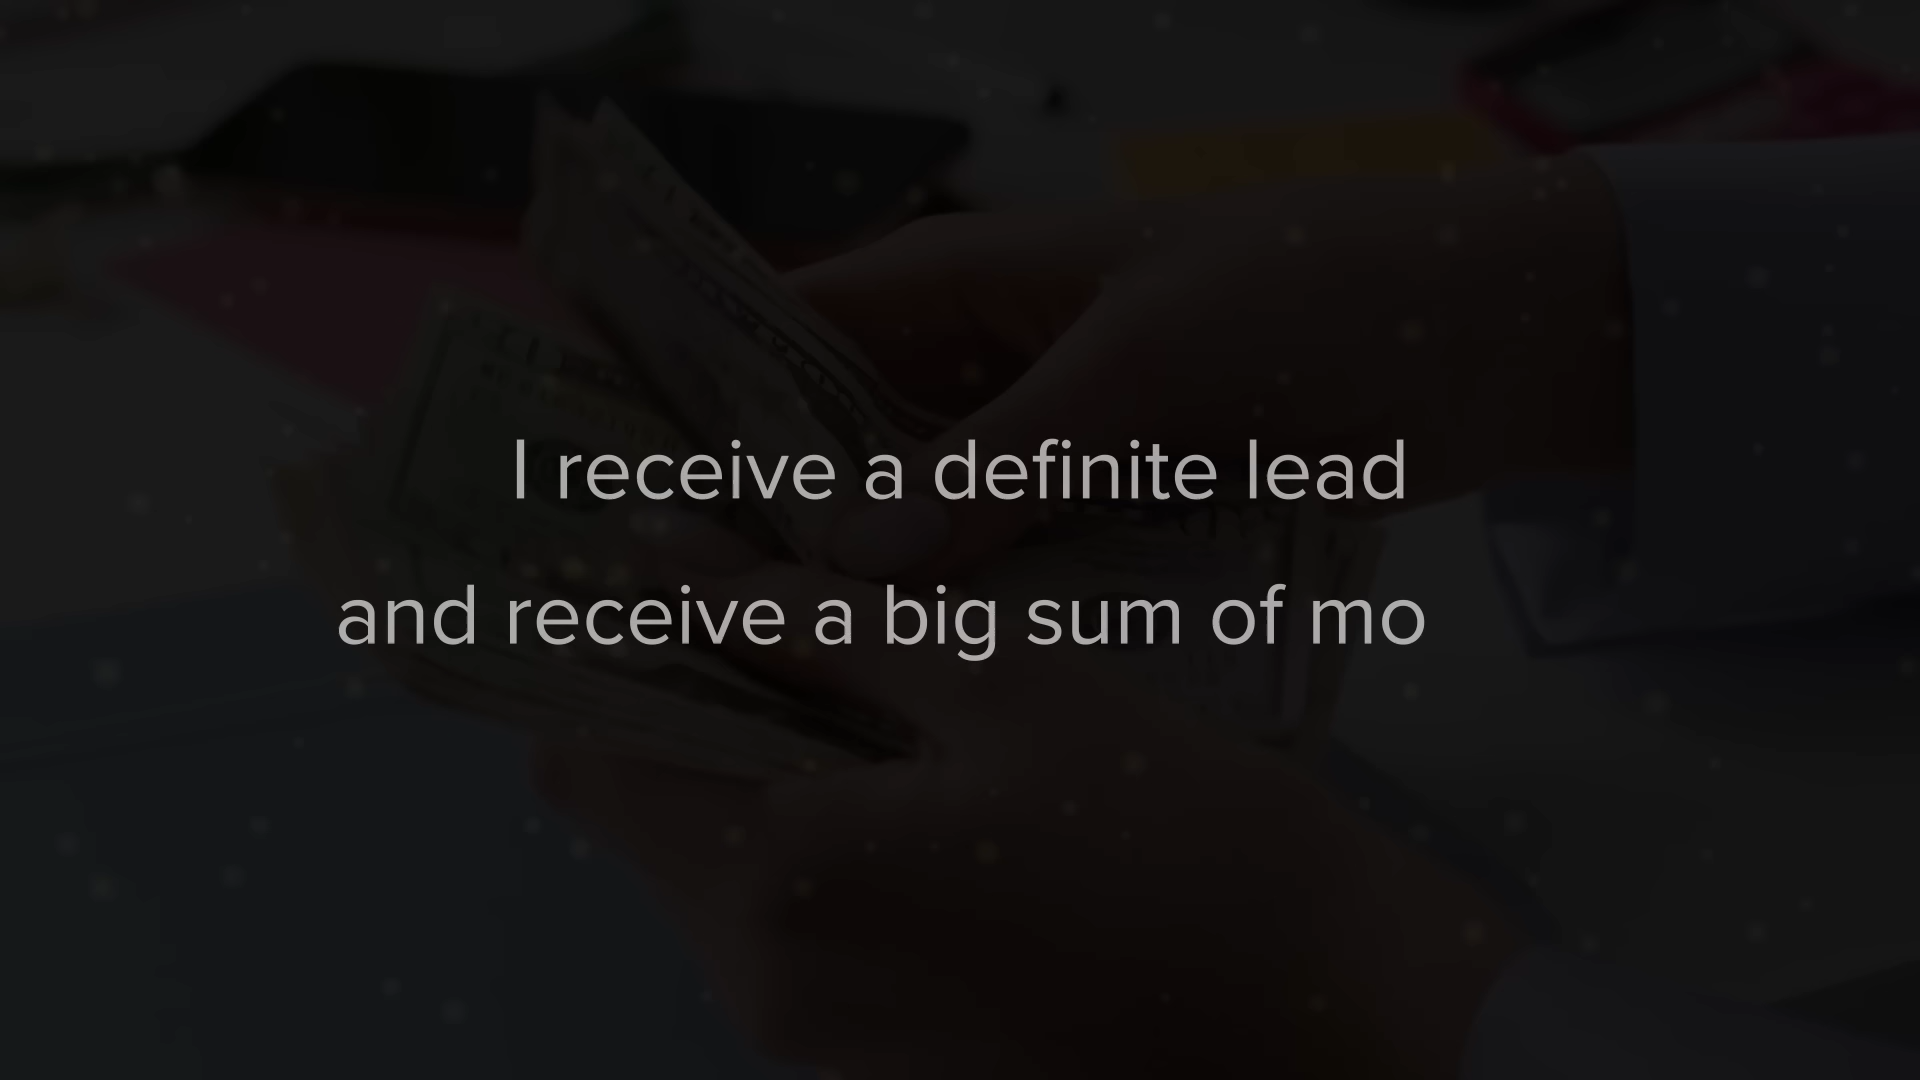 I receive a definite lead
and receive a big sum of mo